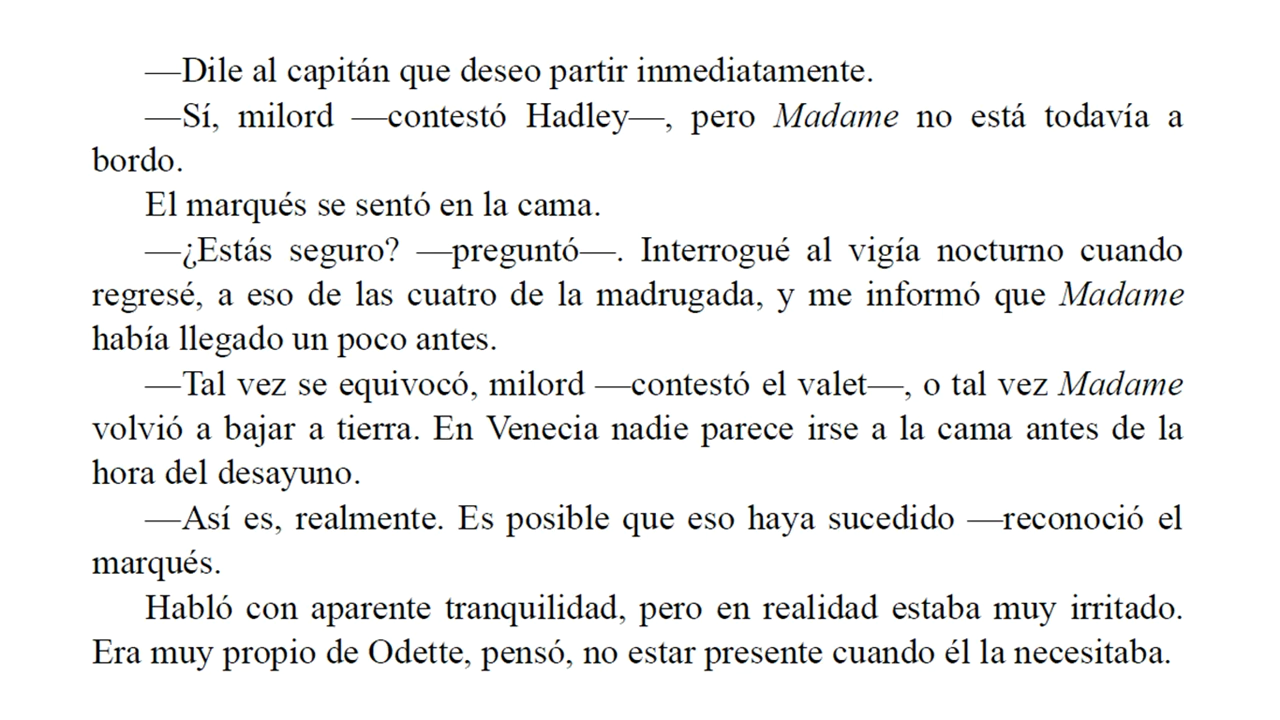 —Dile al capitán que deseo partir inmediatamente.
—Sí, milord —contestó Hadley—, pero Madame no está todavía a
bordo.
El marqués se sentó en la cama.
—¿Estás seguro? —preguntó—. Interrogué al vigía nocturno cuando
regresé, a eso de las cuatro de la madrugada, y me informó que Madame
había llegado un poco antes.
—Tal vez se equivocó, milord —contestó el valet—, o tal vez Madame
volvió a bajar a tierra. En Venecia nadie parece irse a la cama antes de la
hora del desayuno.
—Así es, realmente. Es posible que eso haya sucedido —reconoció el
marqués.
Habló con aparente tranquilidad, pero en realidad estaba muy irritado.
Era muy propio de Odette, pensó, no estar presente cuando él la necesitaba.